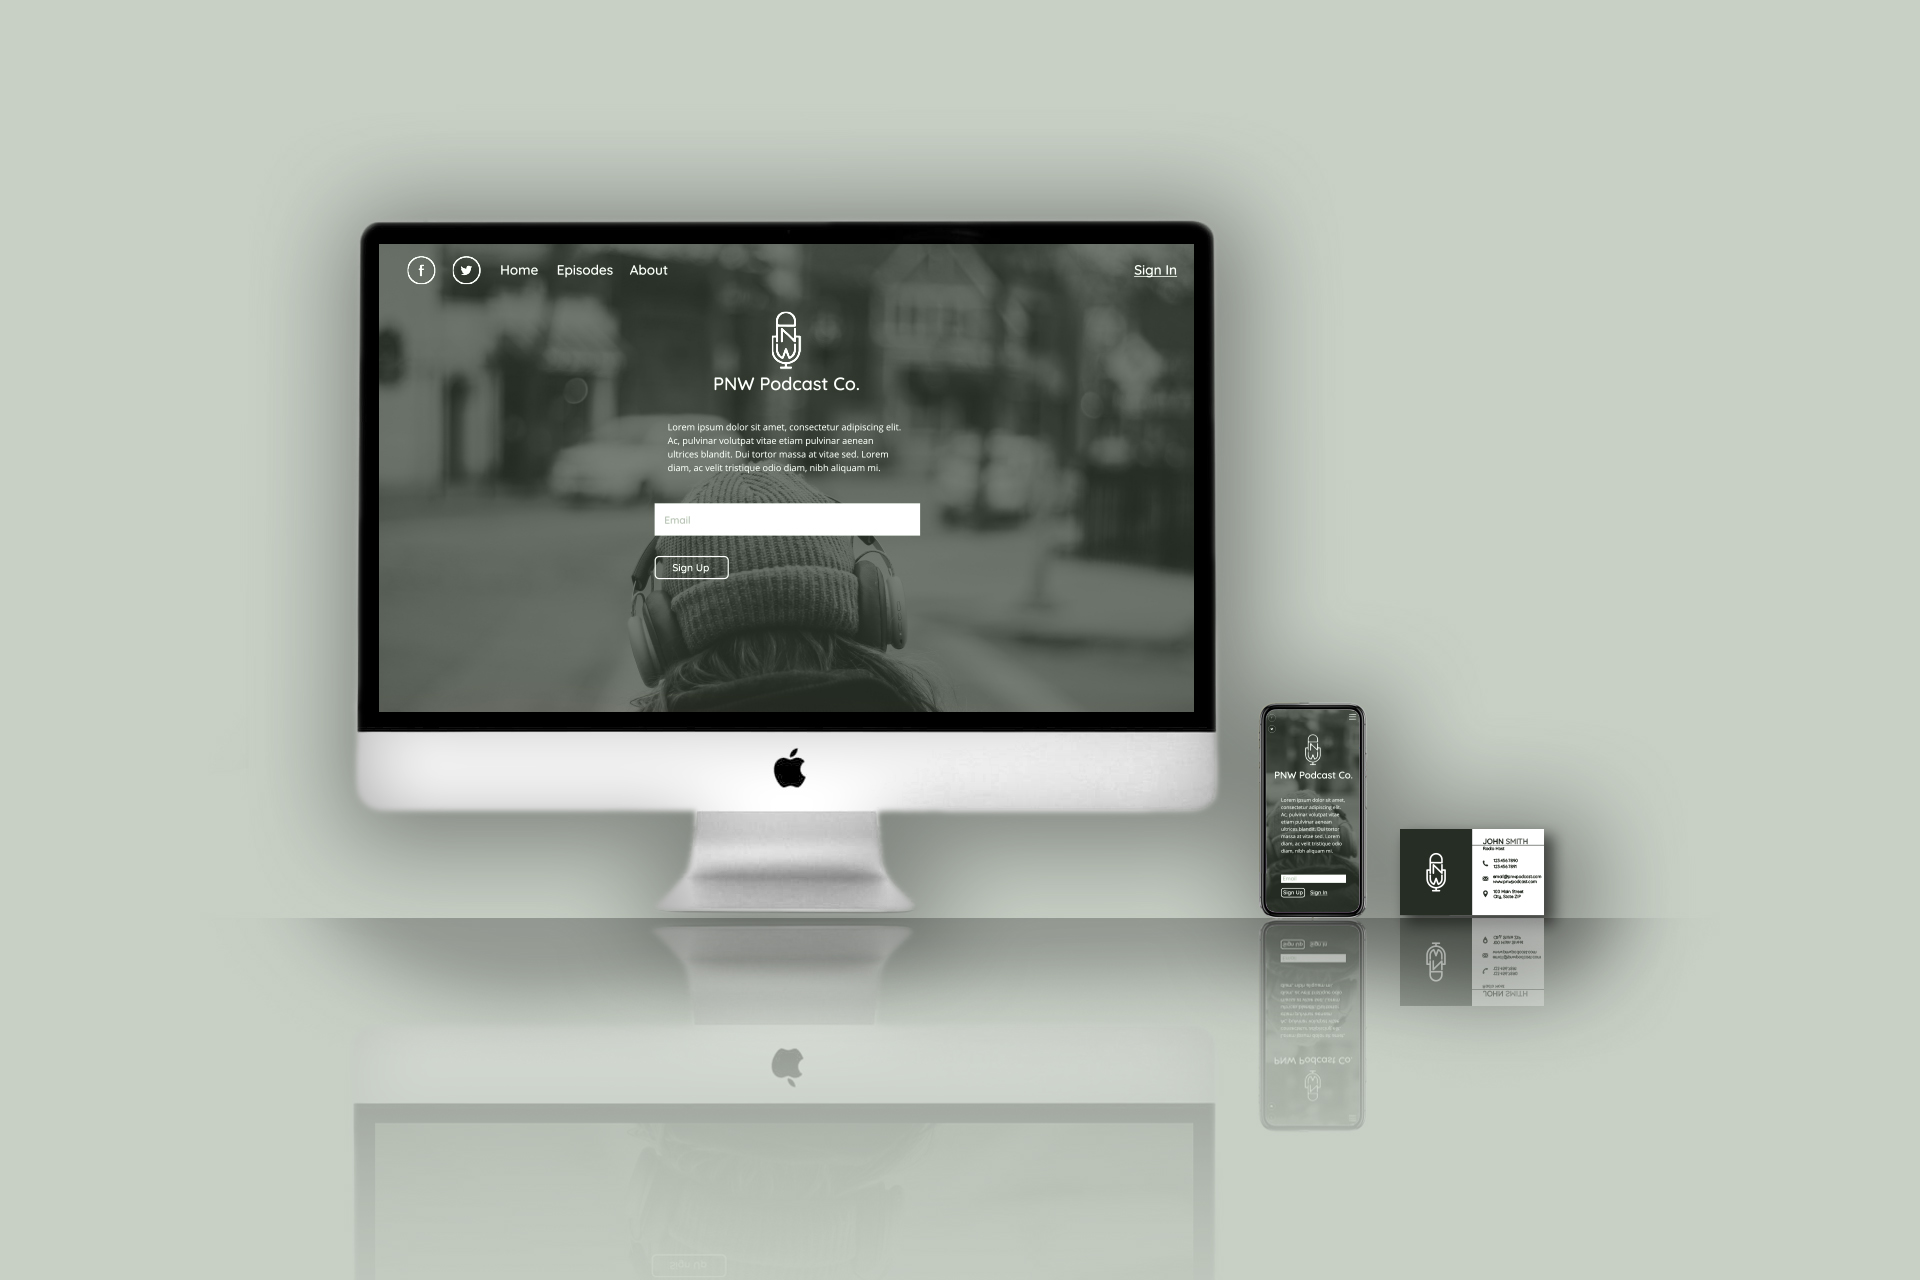 f
Home Episodes About
Sign In
NW
PNW Podcast Co.
Lorem ipsum dolor sit amet, consectetur adipiscing elit.
Ac, pulvinar volutpat vitae etiam pulvinar aenean
ultrices blandit. Dui tortor massa at vitae sed. Lorem
diam, ac velit tristique odio diam, nibh aliquam mi.
Email
Sign Up
NW
PNW Podcast Co.
Lorem ipsum dolor sit amet,
consectetur adipiscing elit.
Ac, pulvinar volutpat vitae
etiam pulvinar aenean
ultrices blandit. Dui tortor
massa at vitae sed. Lorem
diam, ac velit tristique odio
diam, nibh aliquam mi.
Email
Sign Up Sign In
NW
JOHN SMITH
Radio Host
123.456.7890
123.456.7891
email@pnwpodcast.com
www.pnwpodcast.com
City, State ZIP